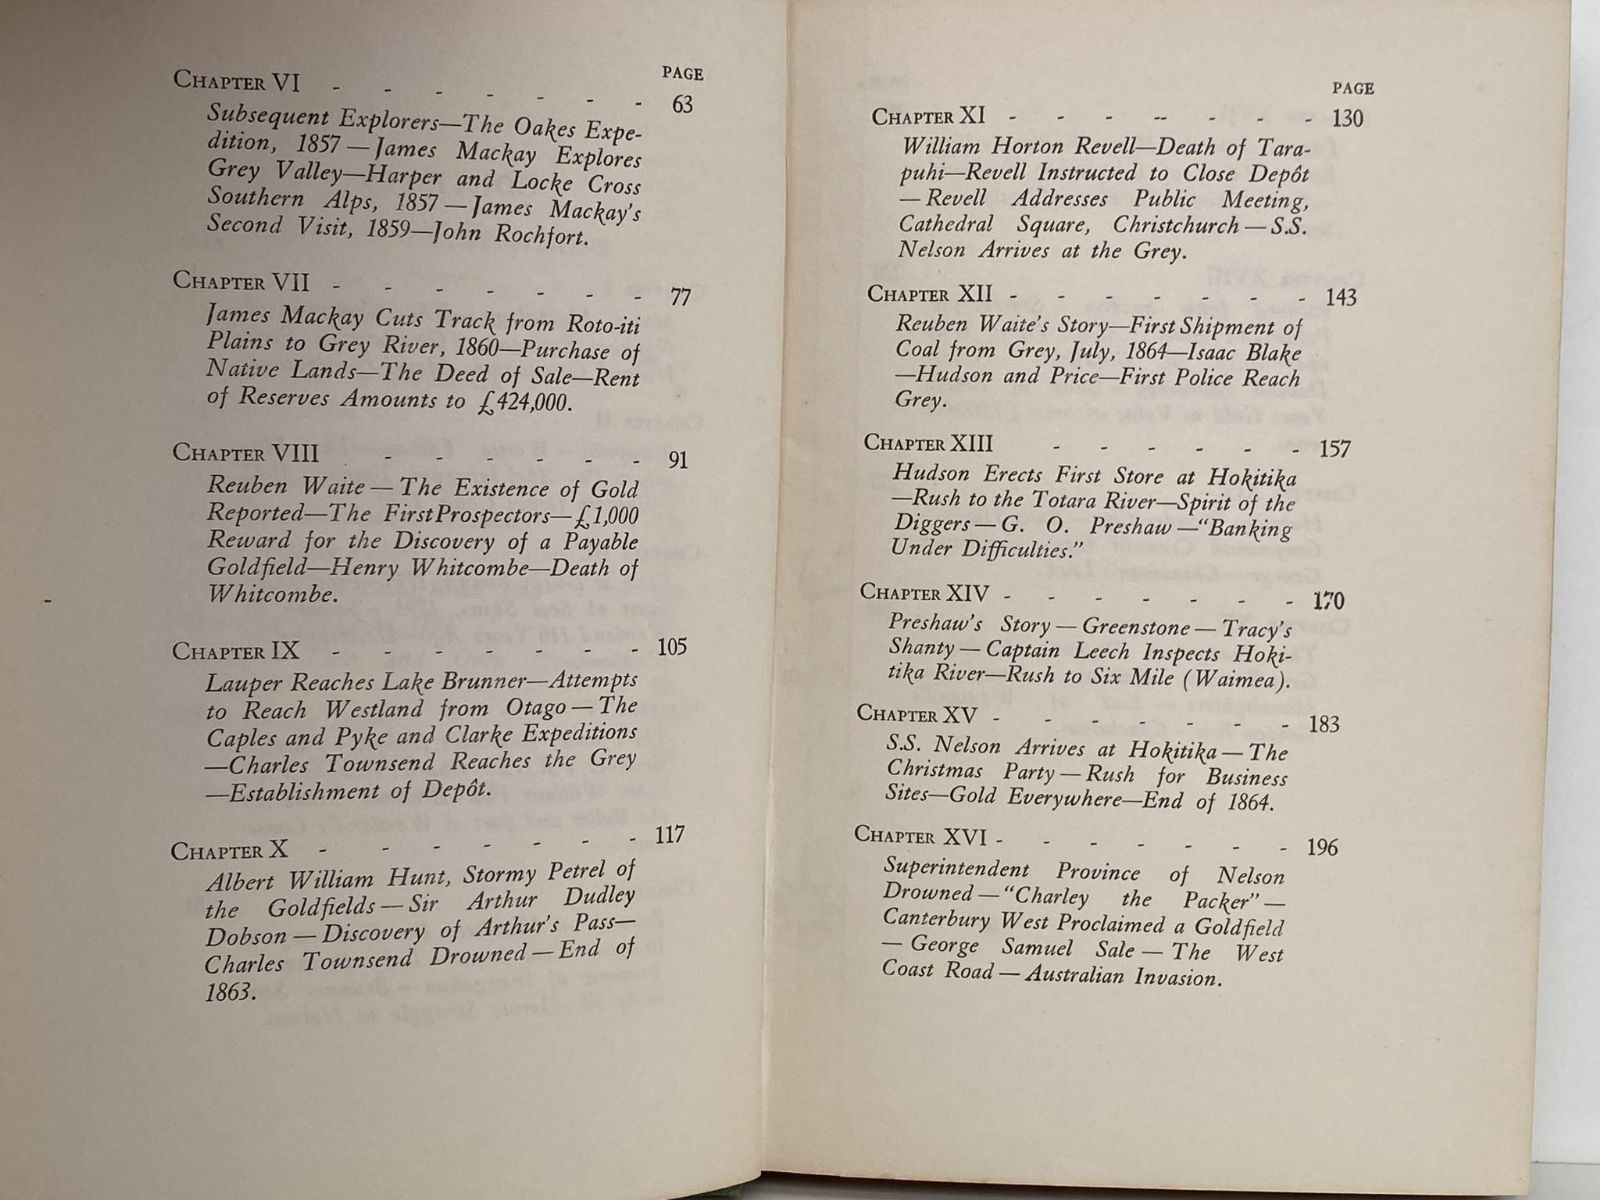 PAGE
CHAPTER VI - - - - - - - 63
Subsequent Explorers—The Oakes Expe-
dition, 1857—James Mackay Explores
Grey Valley—Harper and Locke Cross
Southern Alps, 1857—James Mackay's
Second Visit, 1859—John Rochfort.
CHAPTER VII - - - - - - - 77
James Mackay Cuts Track from Roto-iti
Plains to Grey River, 1860—Purchase of
Native Lands—The Deed of Sale—Rent
of Reserves Amounts to £424,000.
CHAPTER VIII - - - - - - 91
Reuben Waite—The Existence of Gold
Reported—The First Prospectors—£1,000
Reward for the Discovery of a Payable
Goldfield—Henry Whitcombe—Death of
Whitcombe.
CHAPTER IX - - - - - - - 105
Lauper Reaches Lake Brunner—Attempts
to Reach Westland from Otago—The
Caples and Pyke and Clarke Expeditions
—Charles Townsend Reaches the Grey
—Establishment of Depôt.
CHAPTER X - - - - - - - 117
Albert William Hunt, Stormy Petrel of
the Goldfields—Sir Arthur Dudley
Dobson—Discovery of Arthur's Pass—
Charles Townsend Drowned—End of
1863.
PAGE
CHAPTER XI - - - -- - - - 130
William Horton Revell—Death of Tara-
puhi—Revell Instructed to Close Depôt
—Revell Addresses Public Meeting,
Cathedral Square, Christchurch—S.S.
Nelson Arrives at the Grey.
CHAPTER XII - - - - - - - 143
Reuben Waite's Story—First Shipment of
Coal from Grey, July, 1864—Isaac Blake
—Hudson and Price—First Police Reach
Grey.
CHAPTER XIII - - - - - - 157
Hudson Erects First Store at Hokitika
—Rush to the Totara River—Spirit of the
Diggers—G. O. Preshaw—"Banking
Under Difficulties."
CHAPTER XIV - - - - - - - 170
Preshaw's Story—Greenstone—Tracy's
Shanty—Captain Leech Inspects Hoki-
tika River—Rush to Six Mile (Waimea).
CHAPTER XV - - - - - - - 183
S.S. Nelson Arrives at Hokitika—The
Christmas Party—Rush for Business
Sites—Gold Everywhere—End of 1864.
CHAPTER XVI - - - - - - - 196
Superintendent Province of Nelson
Drowned—"Charley the Packer"—
Canterbury West Proclaimed a Goldfield
—George Samuel Sale—The West
Coast Road—Australian Invasion.